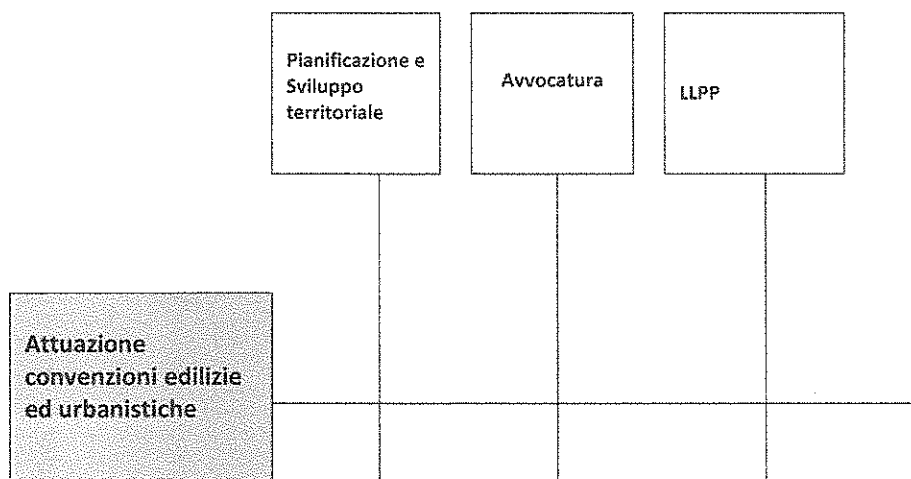 Pianificazione e
Sviluppo
territoriale
Avvocatura
LLPP
Attuazione
convenzioni edilizie
ed urbanistiche